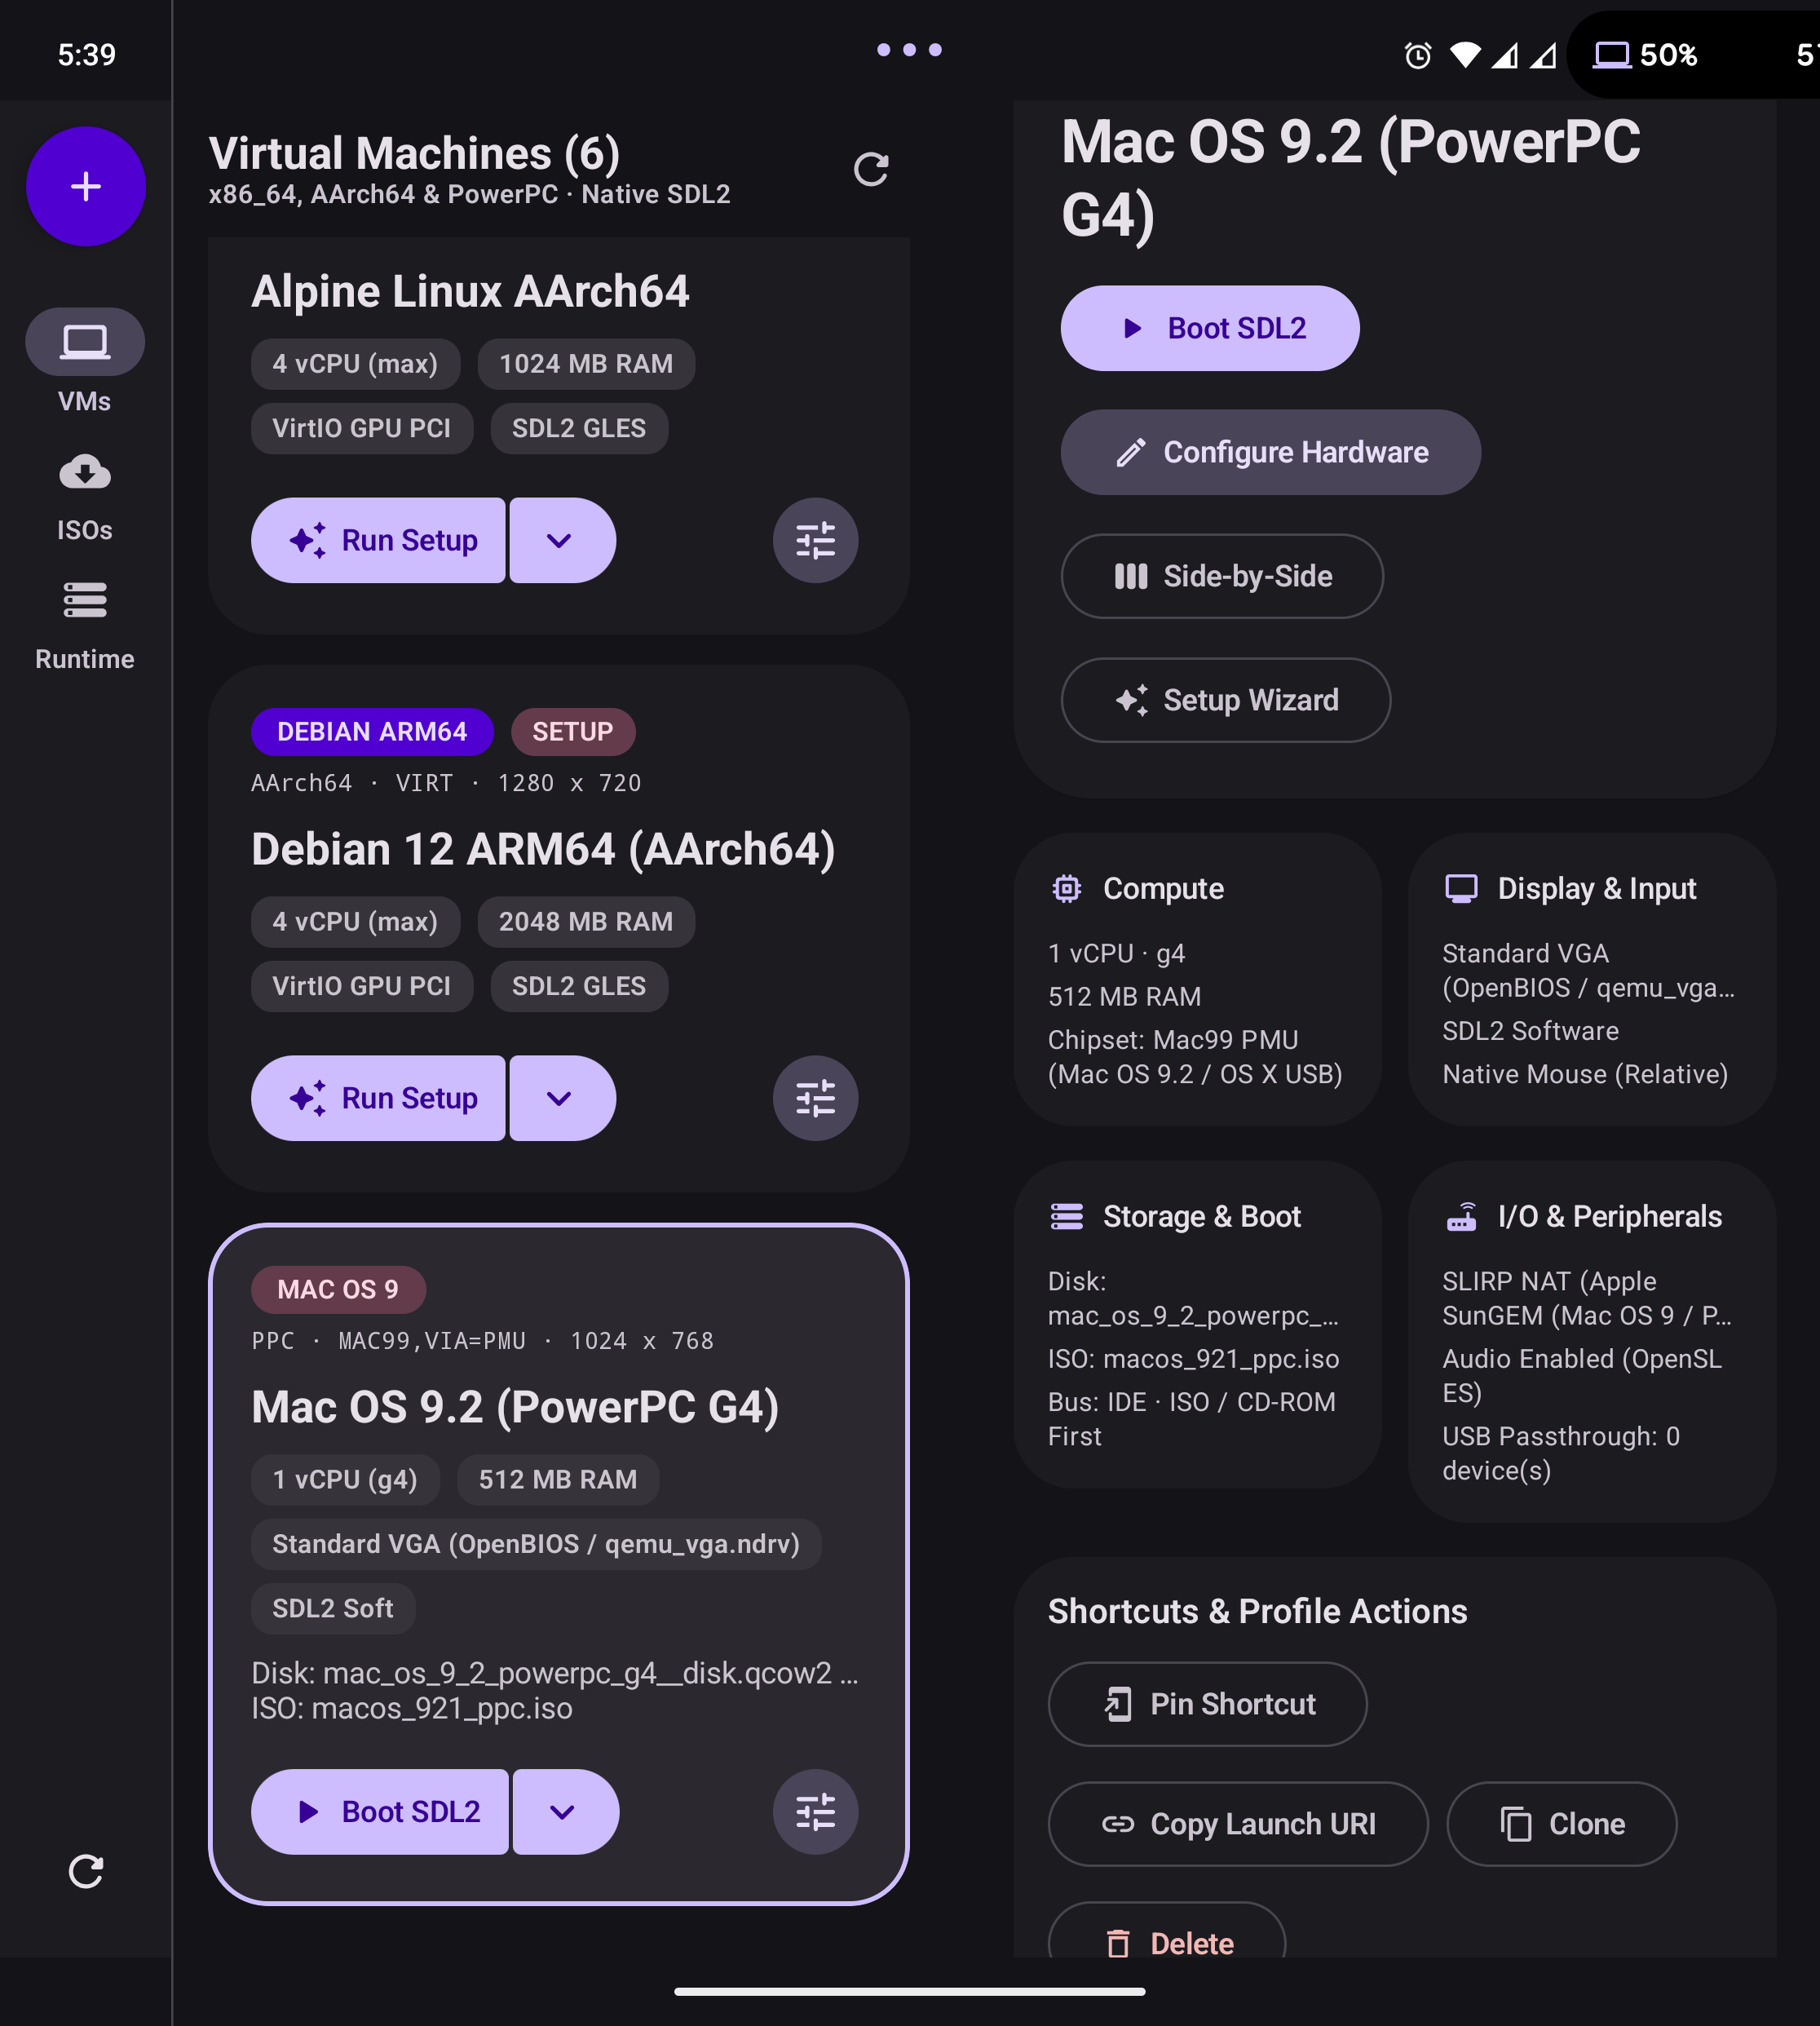 5:39
50%
5
VMs
ISOs
Runtime
Virtual Machines (6)
x86_64, AArch64 & PowerPC · Native SDL2
Alpine Linux AArch64
4 vCPU (max)
1024 MB RAM
VirtIO GPU PCI
SDL2 GLES
Run Setup
DEBIAN ARM64
SETUP
AArch64 · VIRT · 1280 x 720
Debian 12 ARM64 (AArch64)
4 vCPU (max)
2048 MB RAM
VirtIO GPU PCI
SDL2 GLES
Run Setup
MAC OS 9
PPC · MAC99,VIA=PMU · 1024 x 768
Mac OS 9.2 (PowerPC G4)
1 vCPU (g4)
512 MB RAM
Standard VGA (OpenBIOS / qemu_vga.ndrv)
SDL2 Soft
Disk: mac_os_9_2_powerpc_g4__disk.qcow2 ...
ISO: macos_921_ppc.iso
Boot SDL2
Mac OS 9.2 (PowerPC
G4)
Boot SDL2
Configure Hardware
Side-by-Side
Setup Wizard
Compute
1 vCPU · g4
512 MB RAM
Chipset: Mac99 PMU
(Mac OS 9.2 / OS X USB)
Display & Input
Standard VGA
(OpenBIOS / qemu_vga...
SDL2 Software
Native Mouse (Relative)
Storage & Boot
Disk:
mac_os_9_2_powerpc_...
ISO: macos_921_ppc.iso
Bus: IDE · ISO / CD-ROM
First
I/O & Peripherals
SLIRP NAT (Apple
SunGEM (Mac OS 9 / P...
Audio Enabled (OpenSL
ES)
USB Passthrough: 0
device(s)
Shortcuts & Profile Actions
Pin Shortcut
Copy Launch URI
Clone
Delete